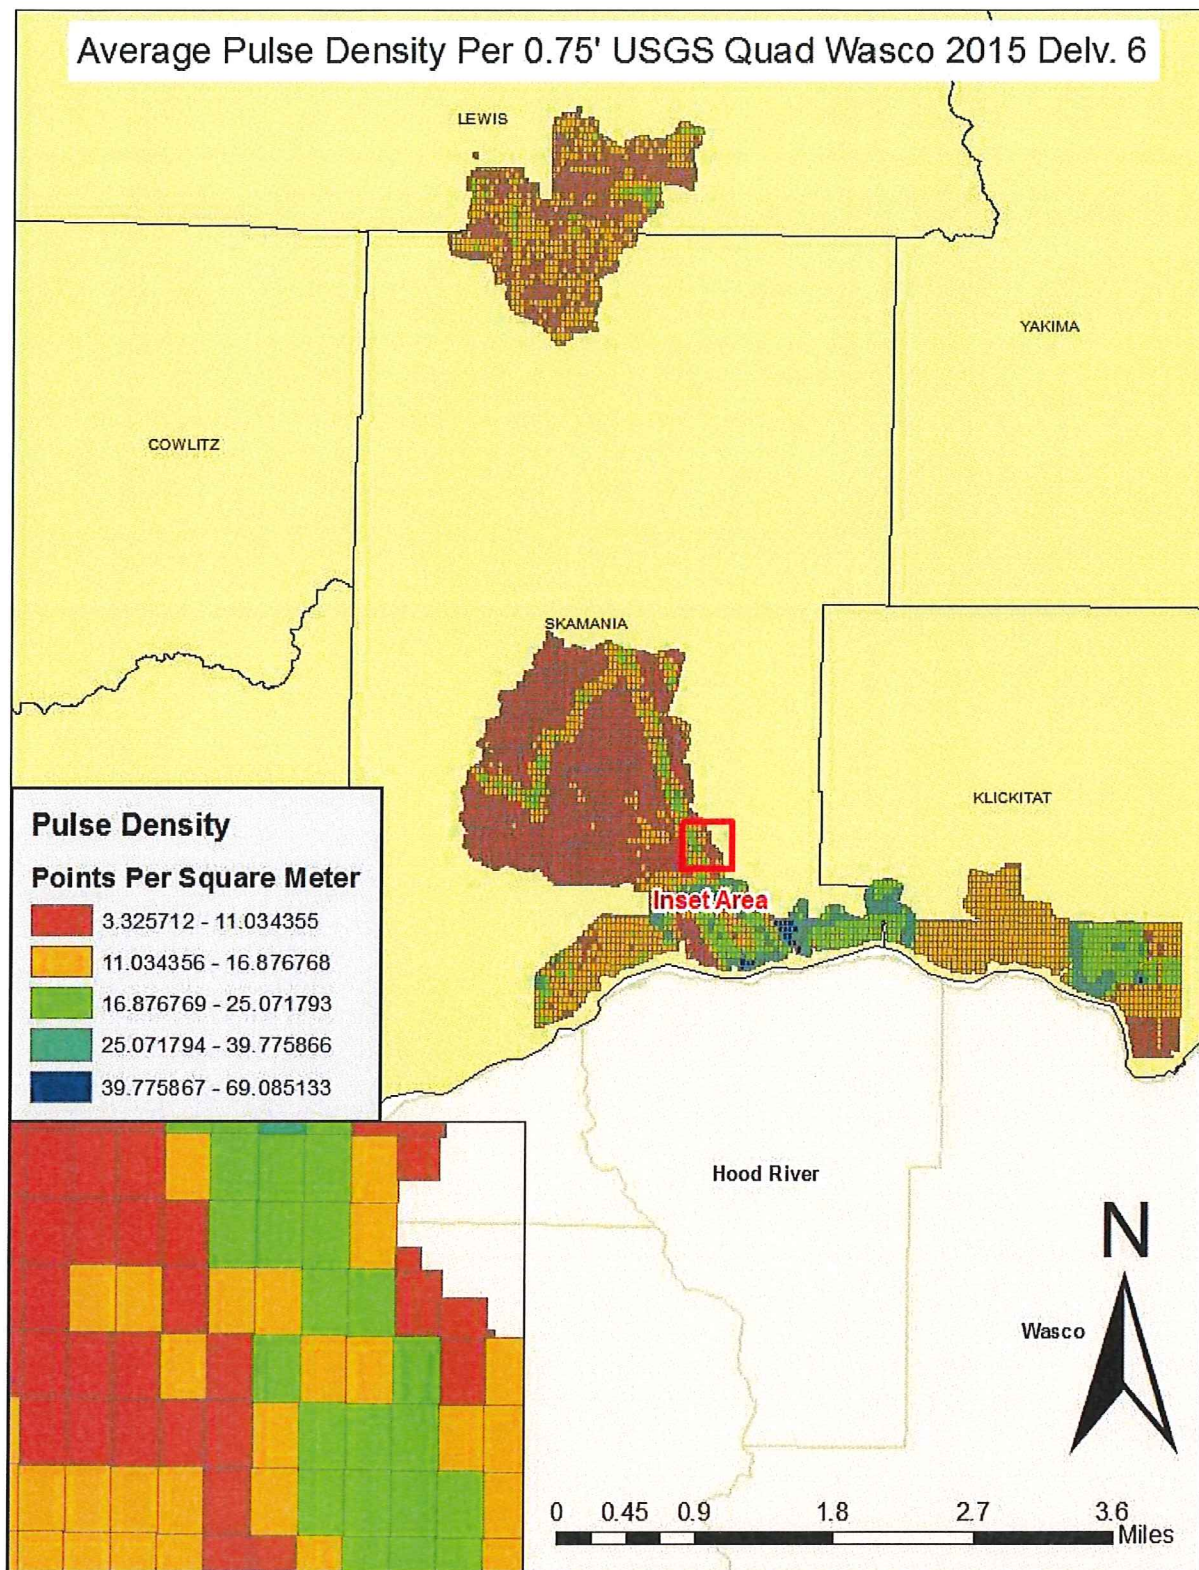 Average Pulse Density Per 0.75' USGS Quad Wasco 2015 Delv. 6
LEWIS
YAKIMA
COWLITZ
SKAMANIA
KLICKITAT
Inset Area
Pulse Density
Points Per Square Meter
3.325712 - 11.034355
11.034356 - 16.876768
16.876769 - 25.071793
25.071794 - 39.775866
39.775867 - 69.085133
Hood River
N
Wasco
0 0.45 0.9 1.8 2.7 3.6
Miles